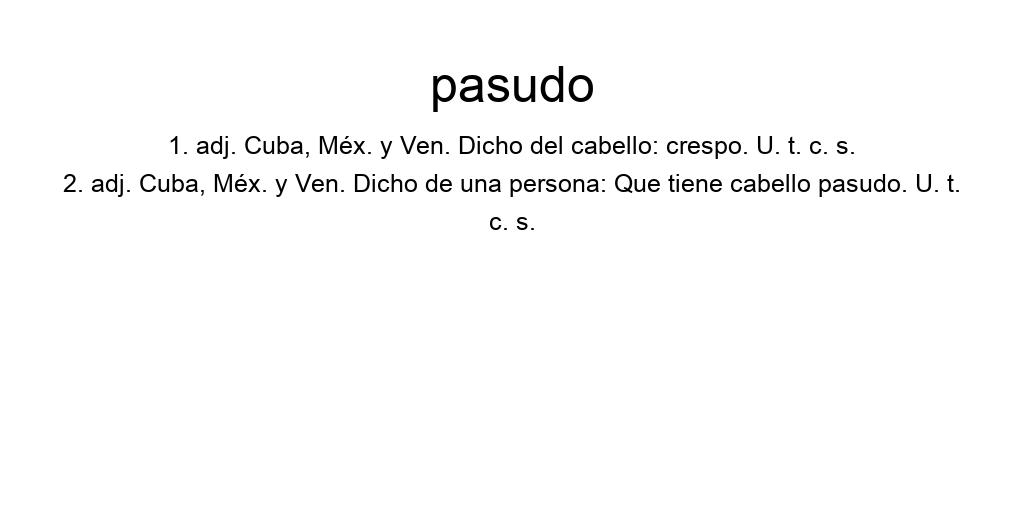 pasudo
1. adj. Cuba, Méx. y Ven. Dicho del cabello: crespo. U. t. c. s.
2. adj. Cuba, Méx. y Ven. Dicho de una persona: Que tiene cabello pasudo. U. t.
c. s.